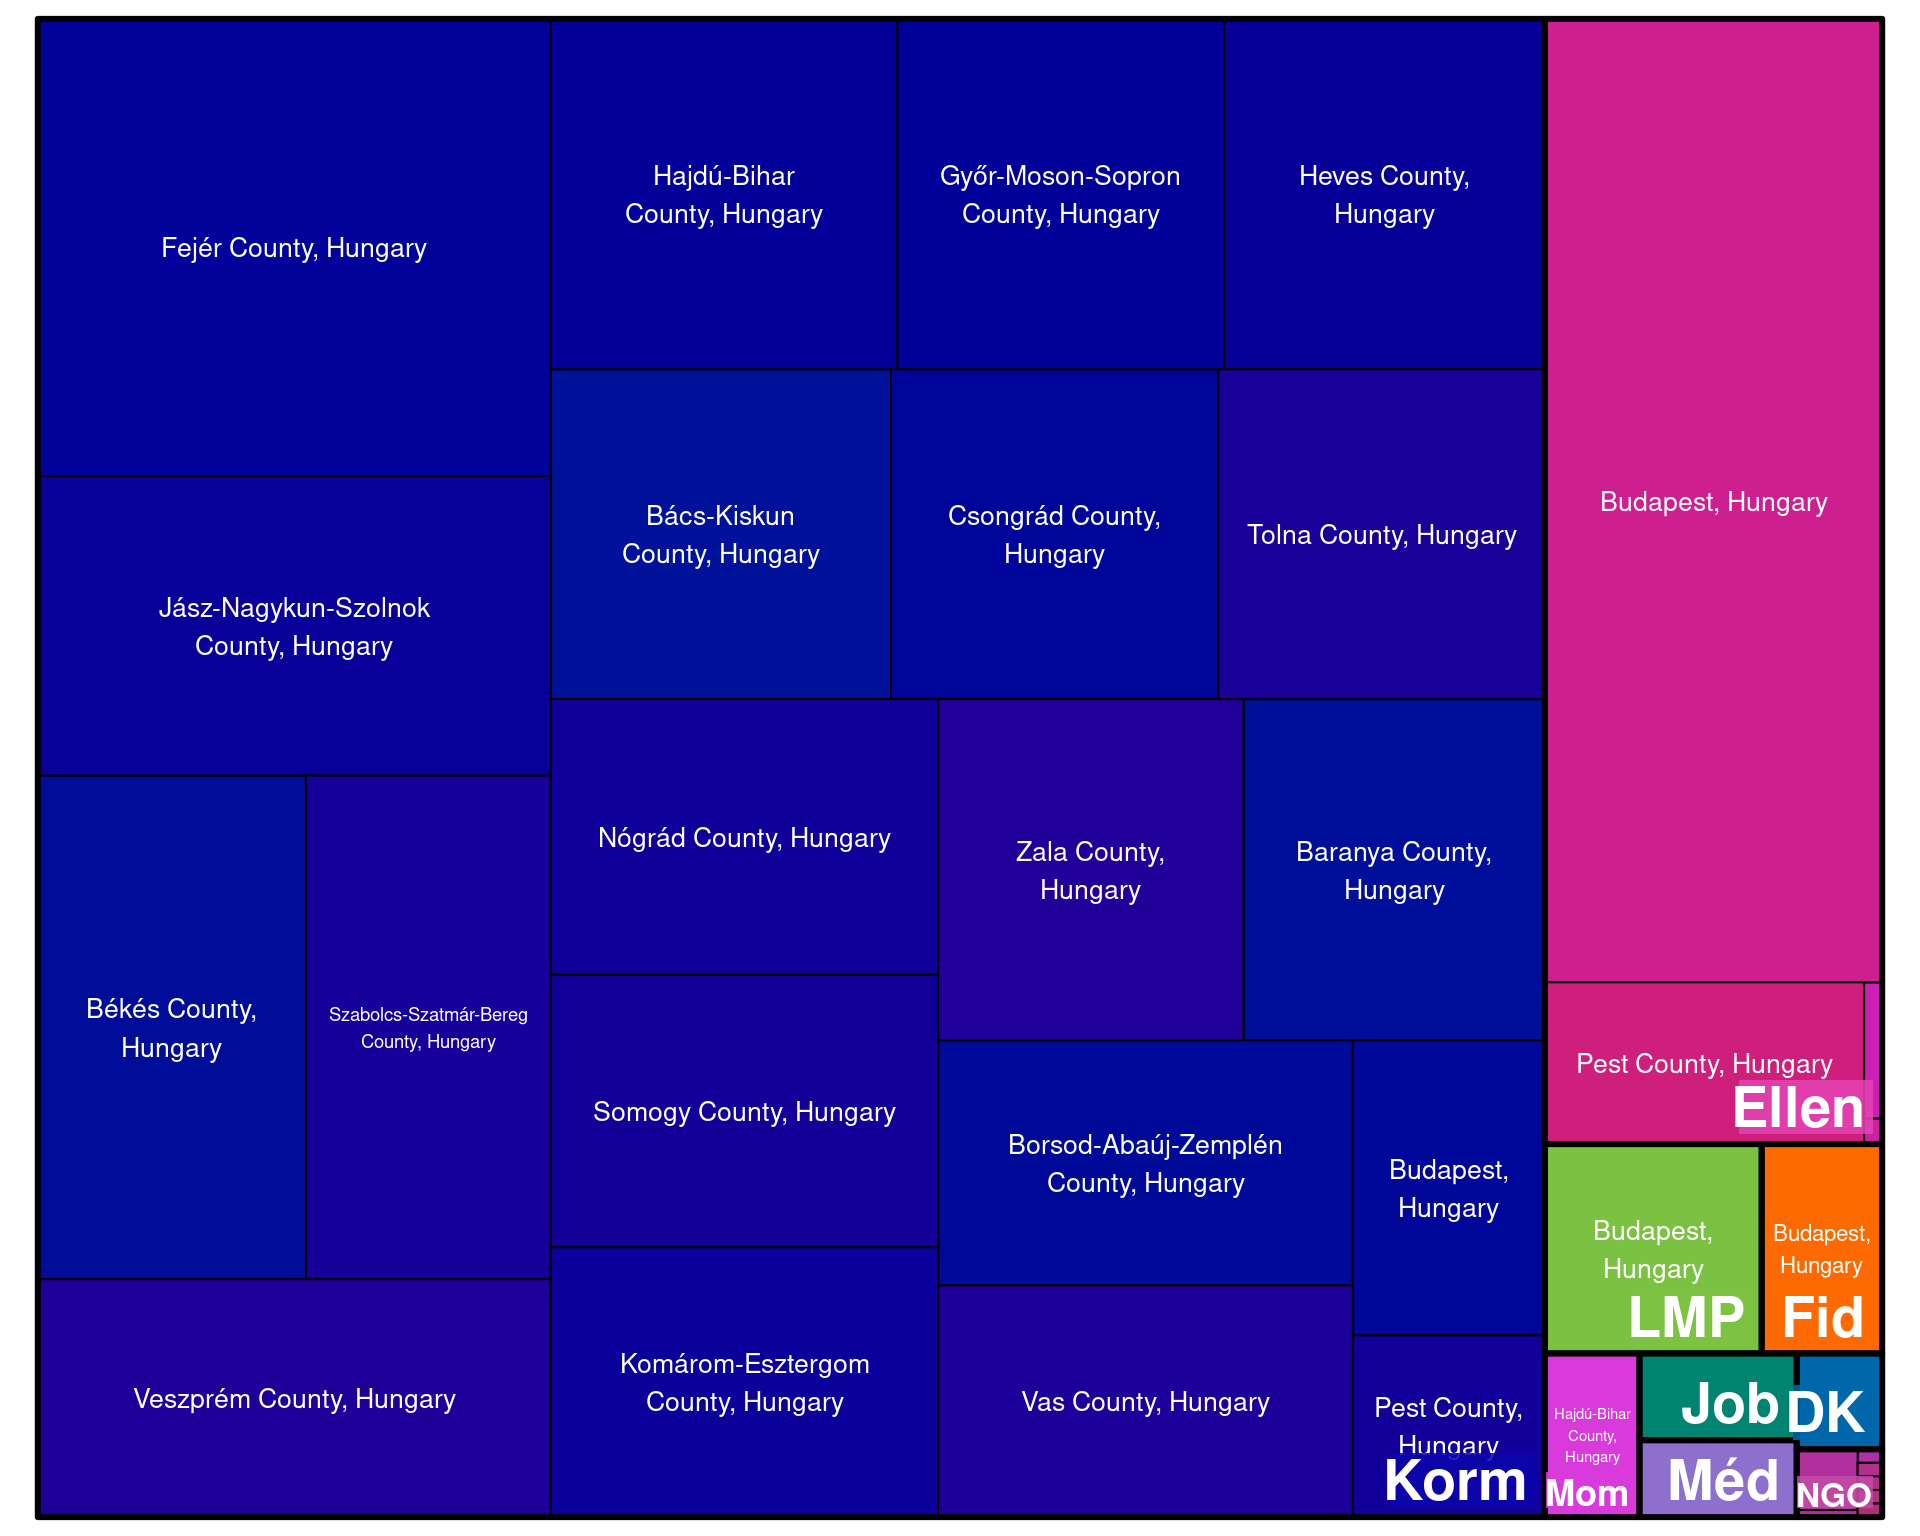 Fejér County, Hungary
Hajdú-Bihar
County, Hungary
Győr-Moson-Sopron
County, Hungary
Heves County,
Hungary
Budapest, Hungary
Jász-Nagykun-Szolnok
County, Hungary
Bács-Kiskun
County, Hungary
Csongrád County,
Hungary
Tolna County, Hungary
Békés County,
Hungary
Szabolcs-Szatmár-Bereg
County, Hungary
Nógrád County, Hungary
Zala County,
Hungary
Baranya County,
Hungary
Somogy County, Hungary
Borsod-Abaúj-Zemplén
County, Hungary
Budapest,
Hungary
Pest County, Hungary
Ellen
Budapest,
Hungary
LMP
Budapest,
Hungary
Fid
Veszprém County, Hungary
Komárom-Esztergom
County, Hungary
Vas County, Hungary
Pest County,
Hungary
Korm
Hajdú-Bihar
County,
Hungary
Mom
Job
DK
Méd
NGO